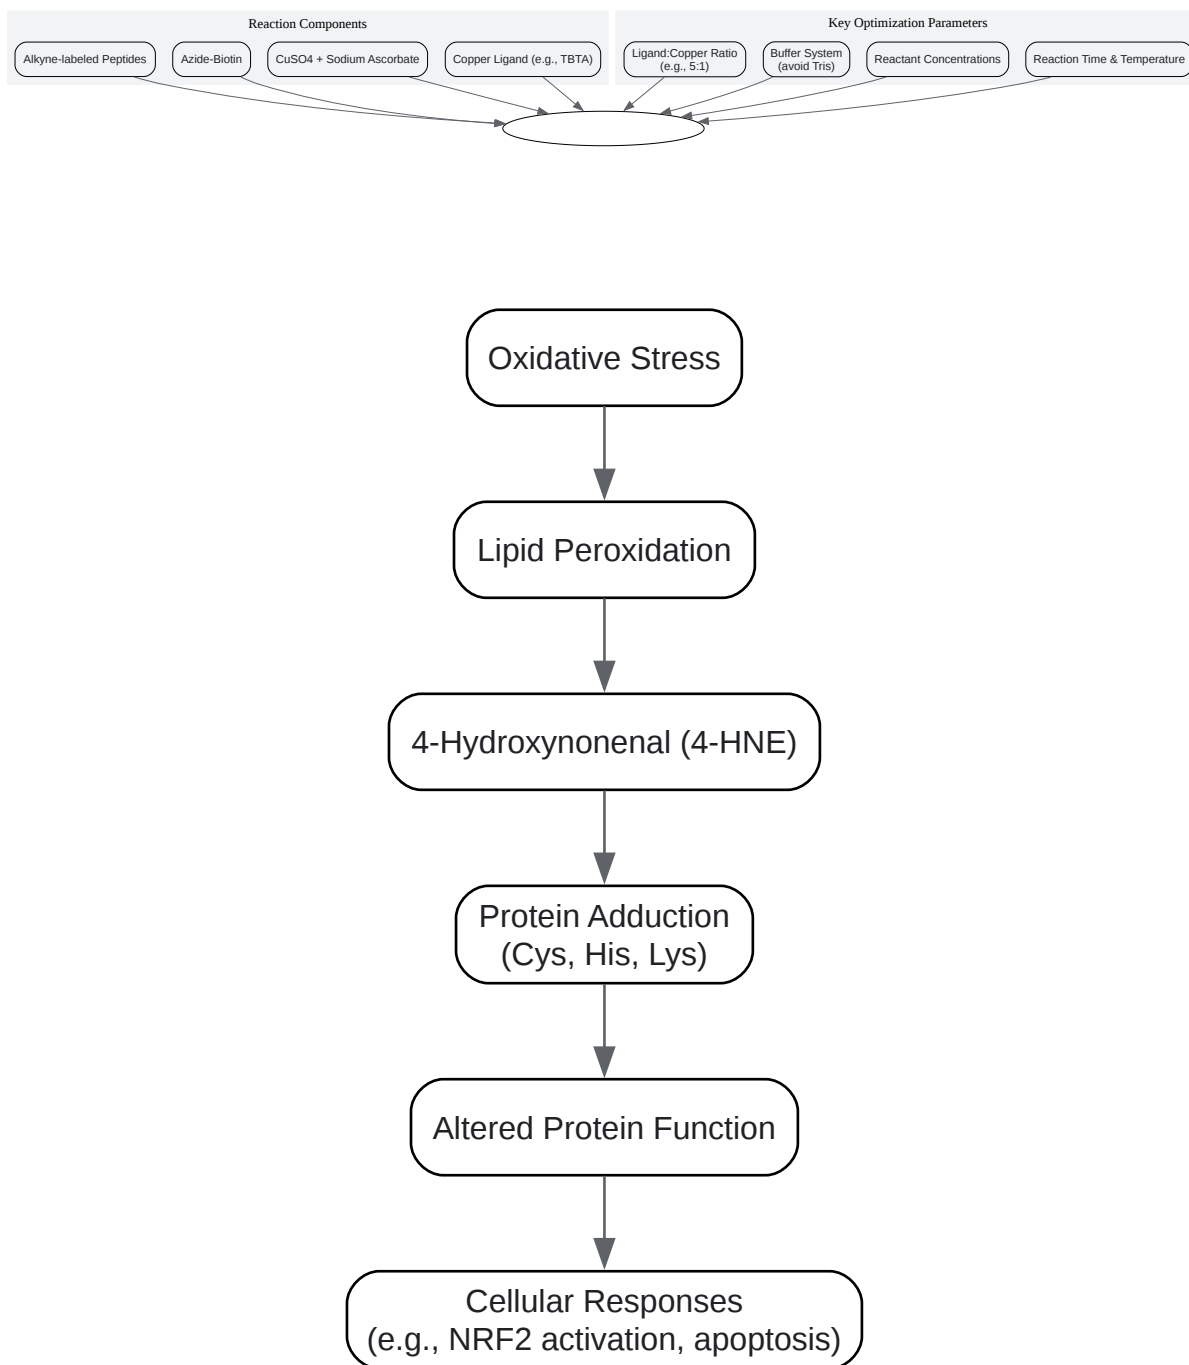 Reaction Components
Key Optimization Parameters
Alkyne-labeled Peptides
Azide-Biotin
CuSO4 + Sodium Ascorbate
Copper Ligand (e.g., TBTA)
Ligand:Copper Ratio
(e.g., 5:1)
Buffer System
(avoid Tris)
Reactant Concentrations
Reaction Time & Temperature
Oxidative Stress
Lipid Peroxidation
4-Hydroxynonenal (4-HNE)
Protein Adduction
(Cys, His, Lys)
Altered Protein Function
Cellular Responses
(e.g., NRF2 activation, apoptosis)